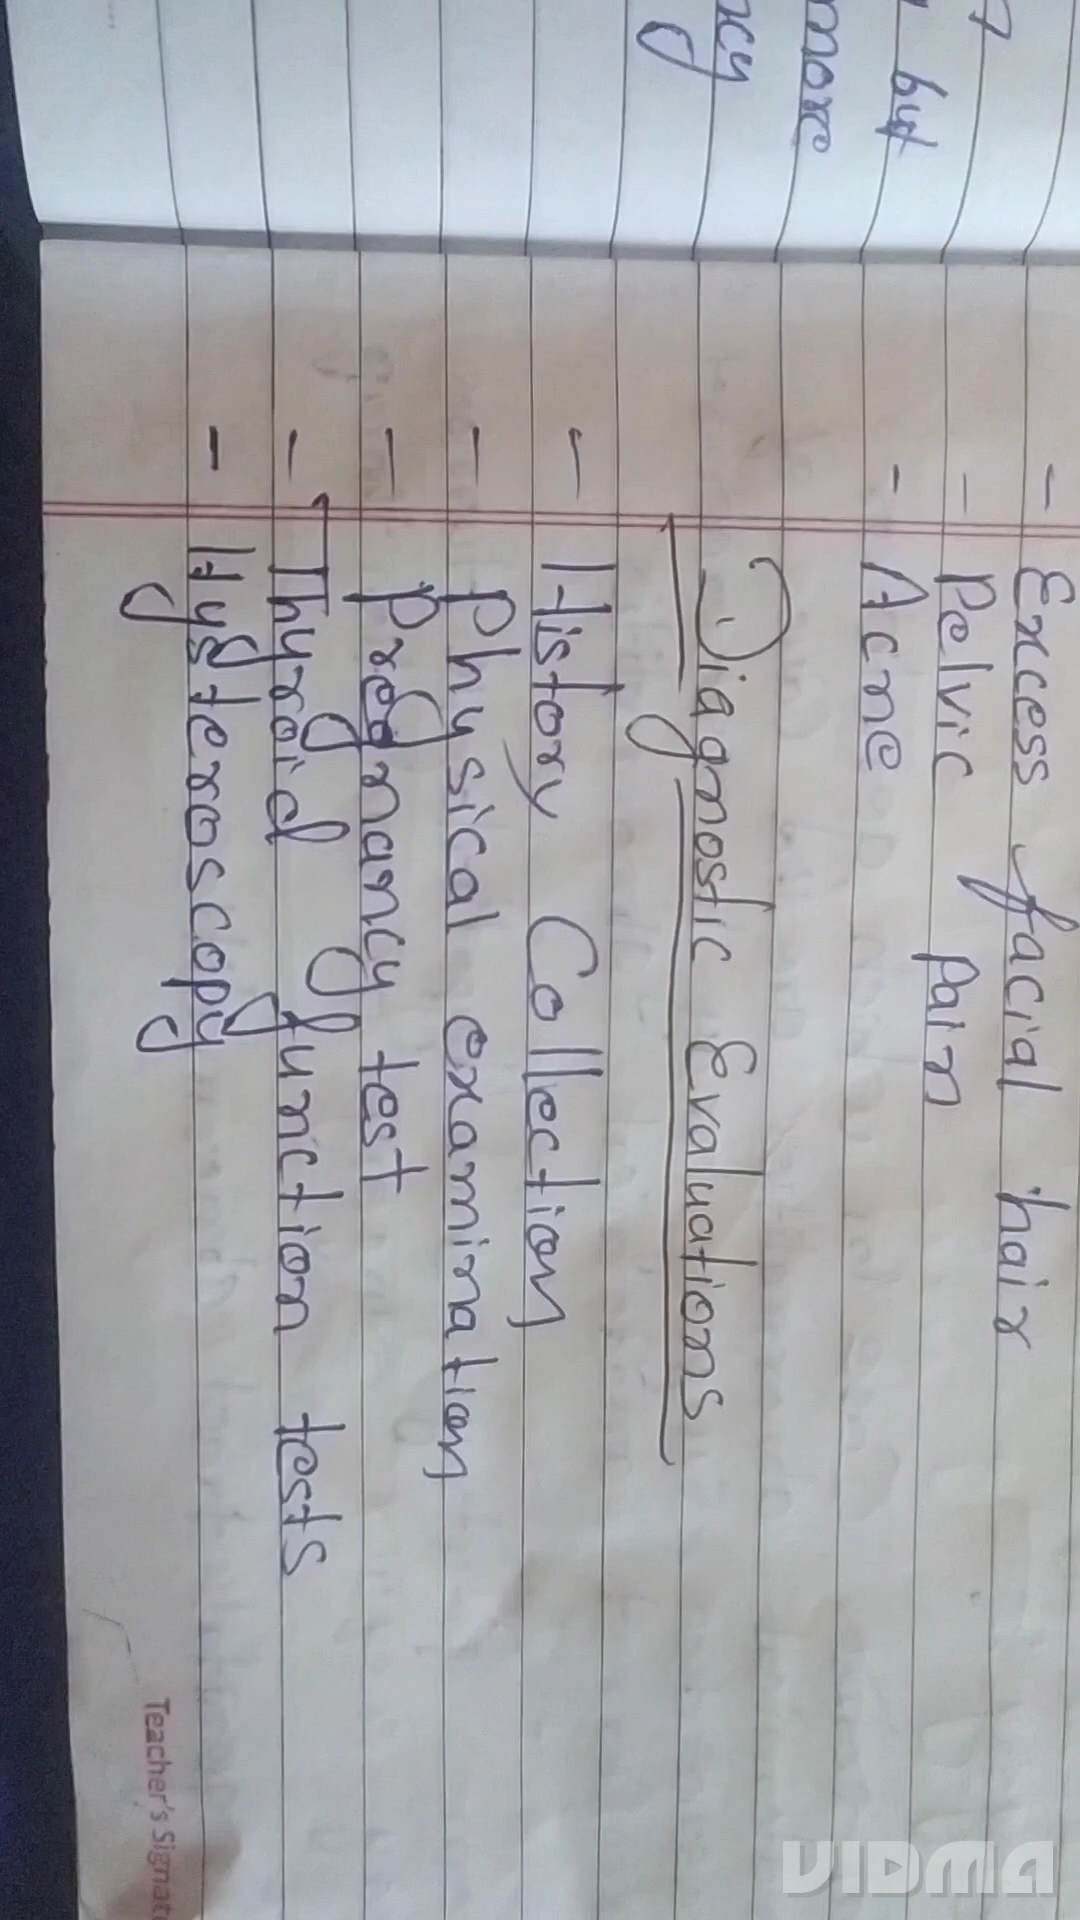 but
more
ncy
- Excess facial hair
- Pelvic Pain
- Acne
Diagnostic Evaluations
- History Collection
- Physical examination
- Pregnancy test
- Thyroid function tests
- Hysteroscopy
Teacher's Signat
VIDMA